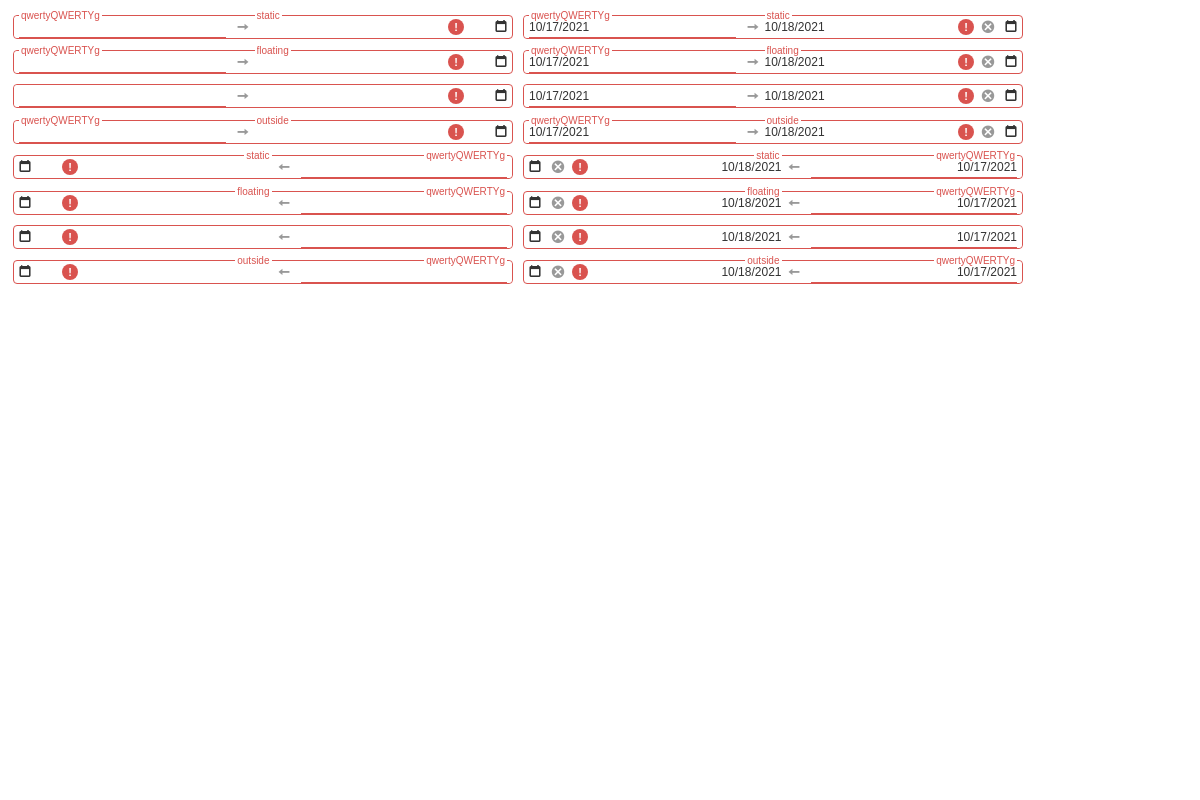 qwertyQWERTYg static qwertyQWERTYg static
10/17/2021 10/18/2021
qwertyQWERTYg floating qwertyQWERTYg floating
10/17/2021 10/18/2021
10/17/2021 10/18/2021
qwertyQWERTYg outside qwertyQWERTYg outside
10/17/2021 10/18/2021
static qwertyQWERTYg static qwertyQWERTYg
10/18/2021 10/17/2021
floating qwertyQWERTYg floating qwertyQWERTYg
10/18/2021 10/17/2021
10/18/2021 10/17/2021
outside qwertyQWERTYg outside qwertyQWERTYg
10/18/2021 10/17/2021